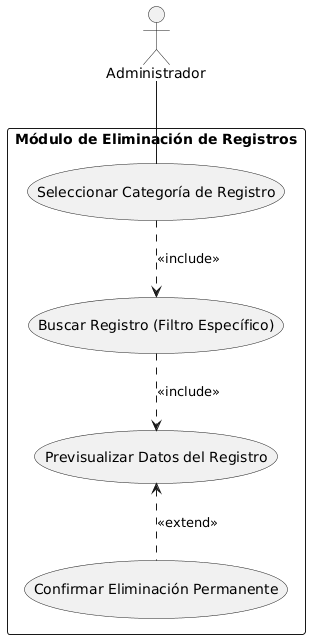 Administrador
Módulo de Eliminación de Registros
Seleccionar Categoría de Registro
«include»
Buscar Registro (Filtro Específico)
«include»
Previsualizar Datos del Registro
«extend»
Confirmar Eliminación Permanente